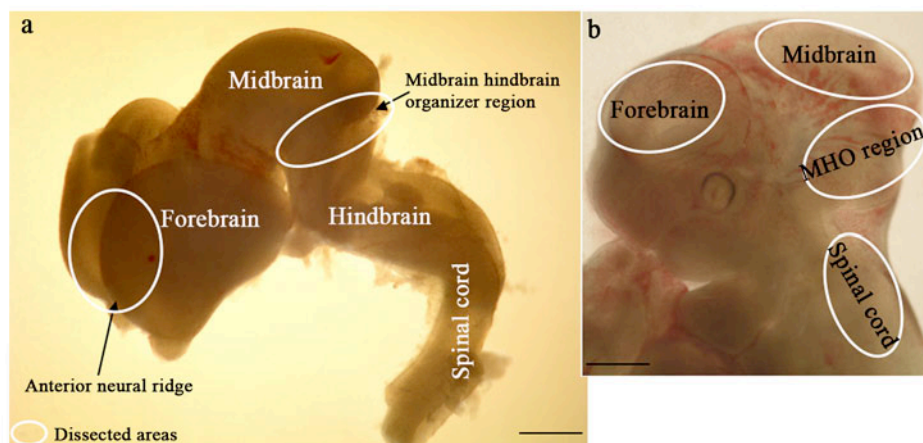 a
Midbrain
Midbrain hindbrain
organizer region
Forebrain
Hindbrain
Spinal cord
Anterior neural ridge
Dissected areas
b
Midbrain
Forebrain
MHO region
Spinal cord